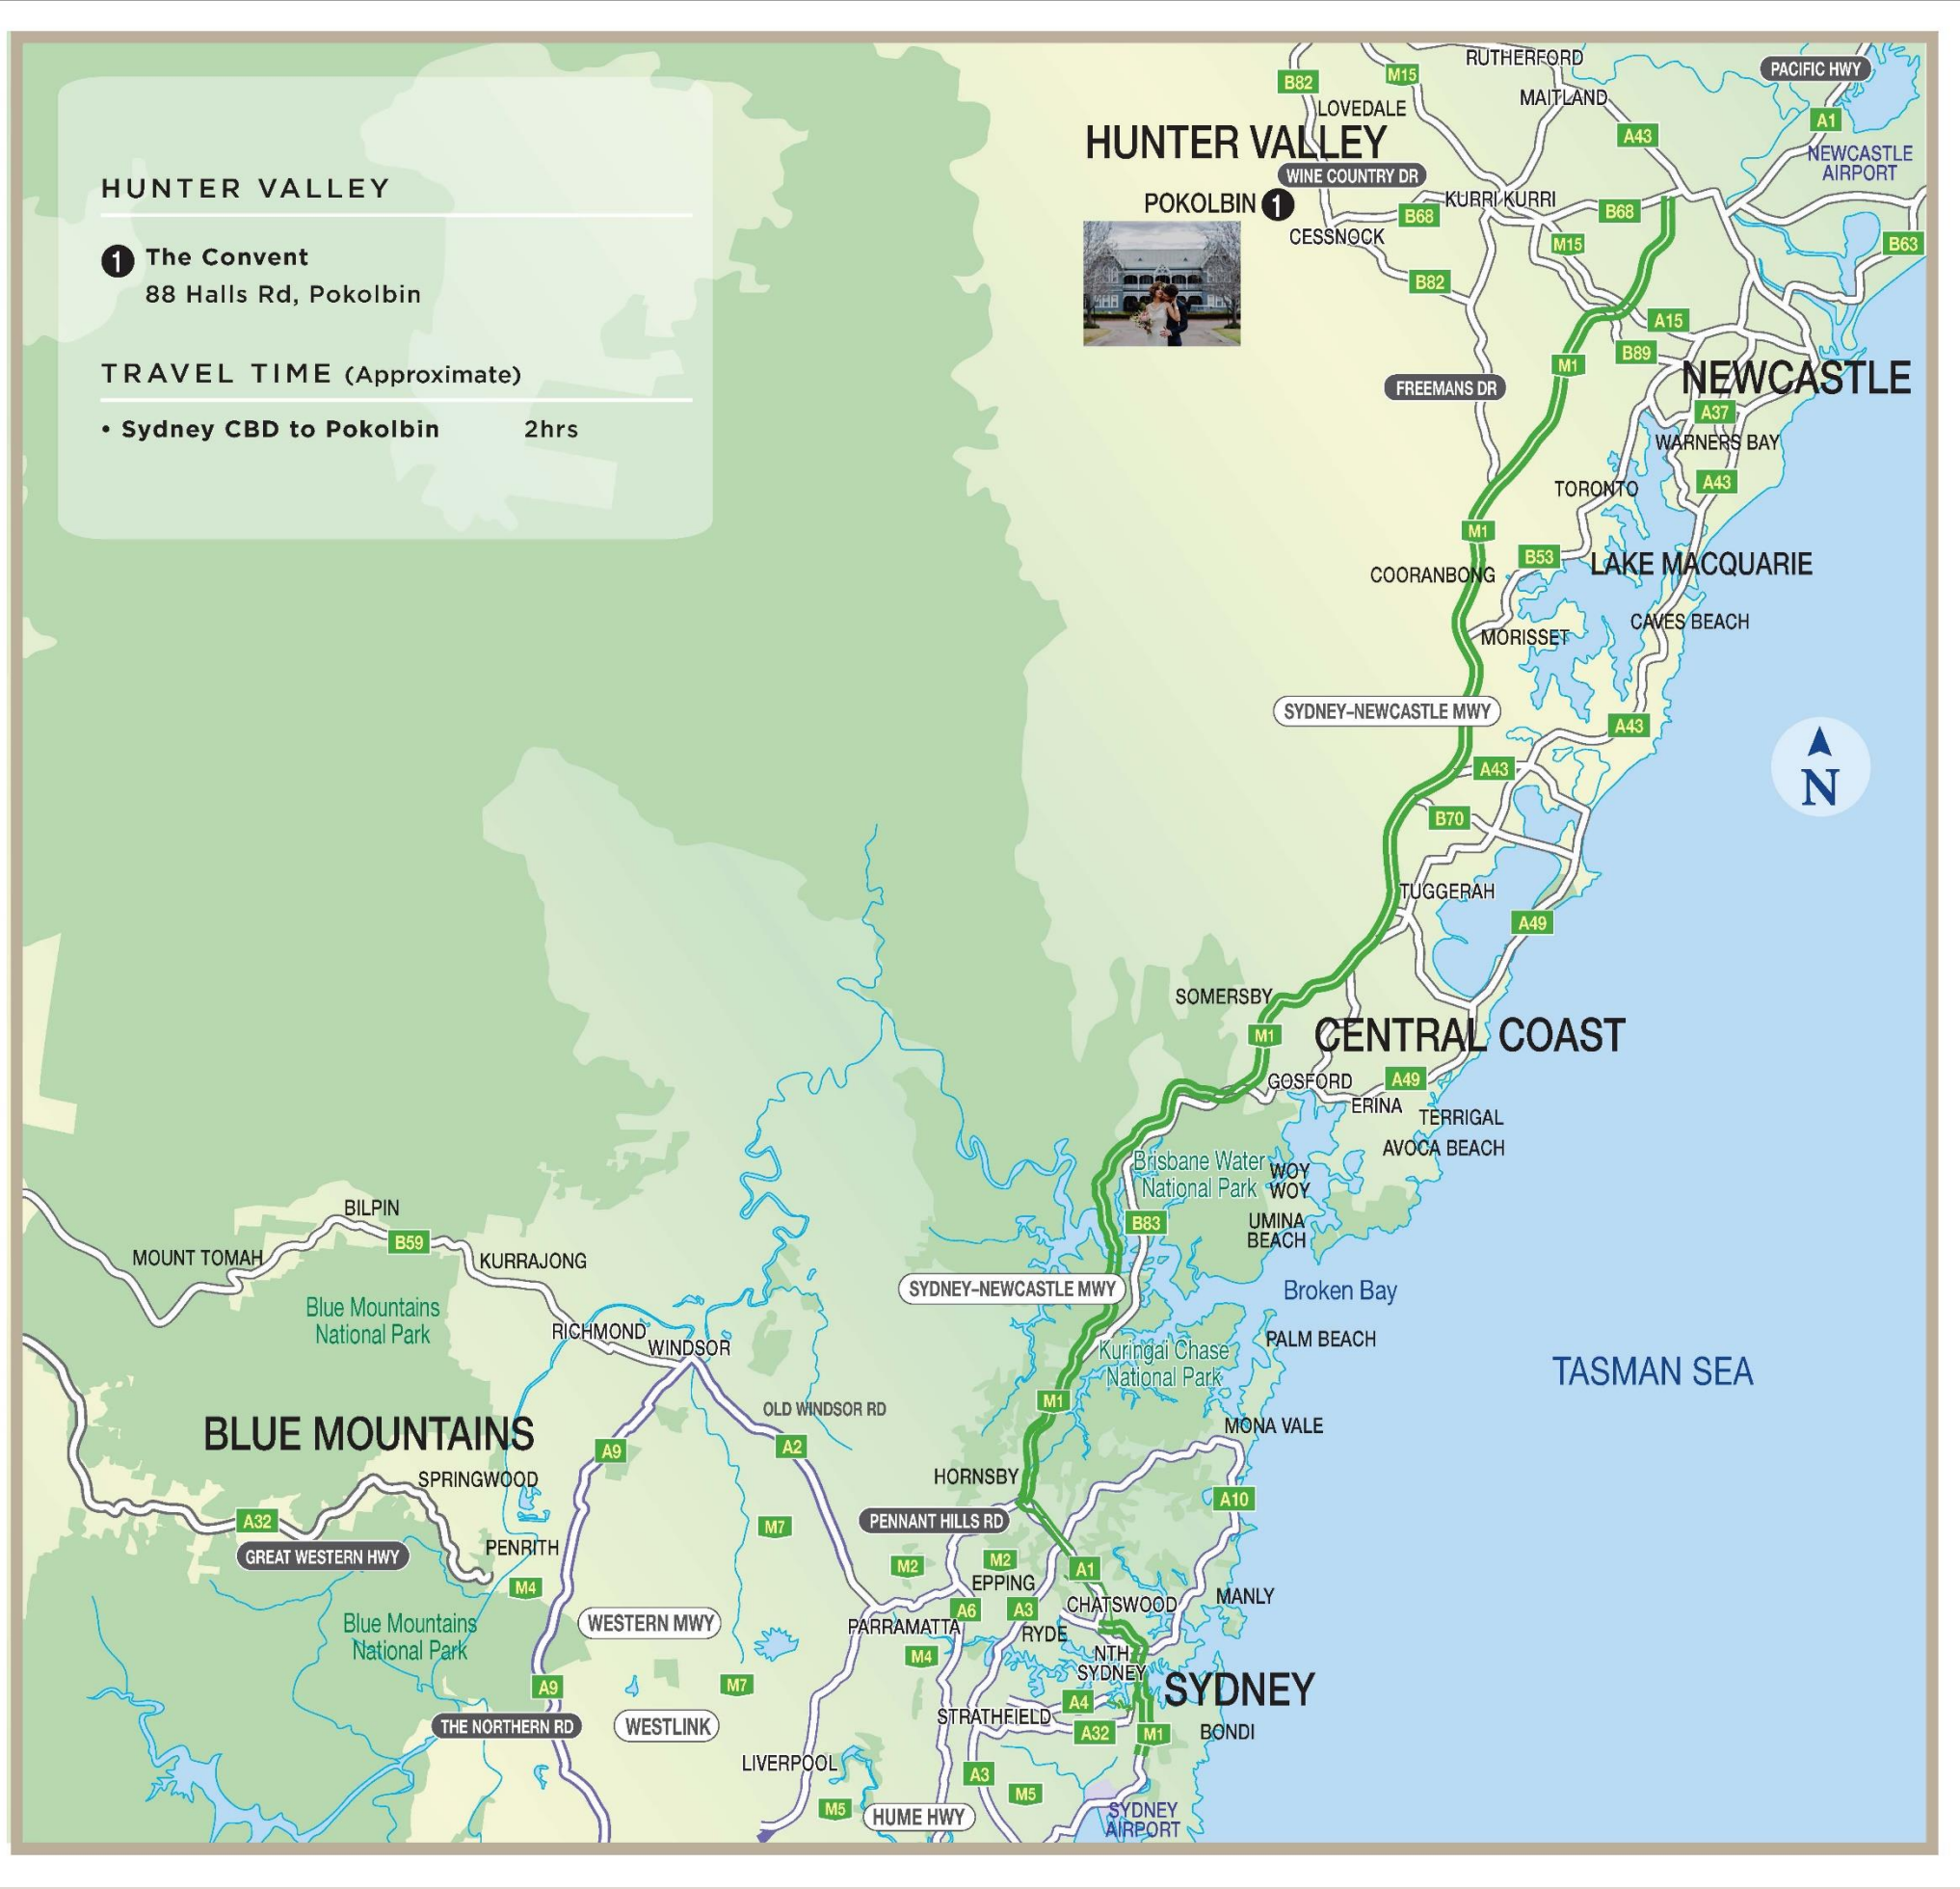 HUNTER VALLEY
1 The Convent
88 Halls Rd, Pokolbin
TRAVEL TIME (Approximate)
• Sydney CBD to Pokolbin 2hrs
RUTHERFORD
PACIFIC HWY
B82
M15
MAITLAND
LOVEDALE
A1
A43
HUNTER VALLEY
NEWCASTLE
AIRPORT
WINE COUNTRY DR
POKOLBIN 1
KURRI KURRI
B68
B68
CESSNOCK
M15
B63
B82
A15
B89
M1
NEWCASTLE
FREEMANS DR
A37
WARNERS BAY
TORONTO
A43
M1
B53
LAKE MACQUARIE
COORANBONG
CAVES BEACH
MORISSET
SYDNEY–NEWCASTLE MWY
A43
N
A43
B70
TUGGERAH
A49
SOMERSBY
M1
CENTRAL COAST
GOSFORD
A49
ERINA
TERRIGAL
AVOCA BEACH
Brisbane Water
National Park
WOY
WOY
B83
UMINA
BEACH
BILPIN
B59
MOUNT TOMAH
KURRAJONG
SYDNEY–NEWCASTLE MWY
Broken Bay
Blue Mountains
National Park
RICHMOND
WINDSOR
Kuringai Chase
National Park
PALM BEACH
TASMAN SEA
M1
OLD WINDSOR RD
MONA VALE
BLUE MOUNTAINS
A9
A2
SPRINGWOOD
HORNSBY
A10
A32
PENNANT HILLS RD
M7
GREAT WESTERN HWY
PENRITH
M2
M2
A1
EPPING
M4
MANLY
CHATSWOOD
A6
A3
WESTERN MWY
PARRAMATTA
RYDE
Blue Mountains
National Park
M4
NTH
SYDNEY
A9
M7
SYDNEY
A4
STRATHFIELD
THE NORTHERN RD
WESTLINK
A32
M1
BONDI
LIVERPOOL
A3
M5
M5
HUME HWY
SYDNEY
AIRPORT